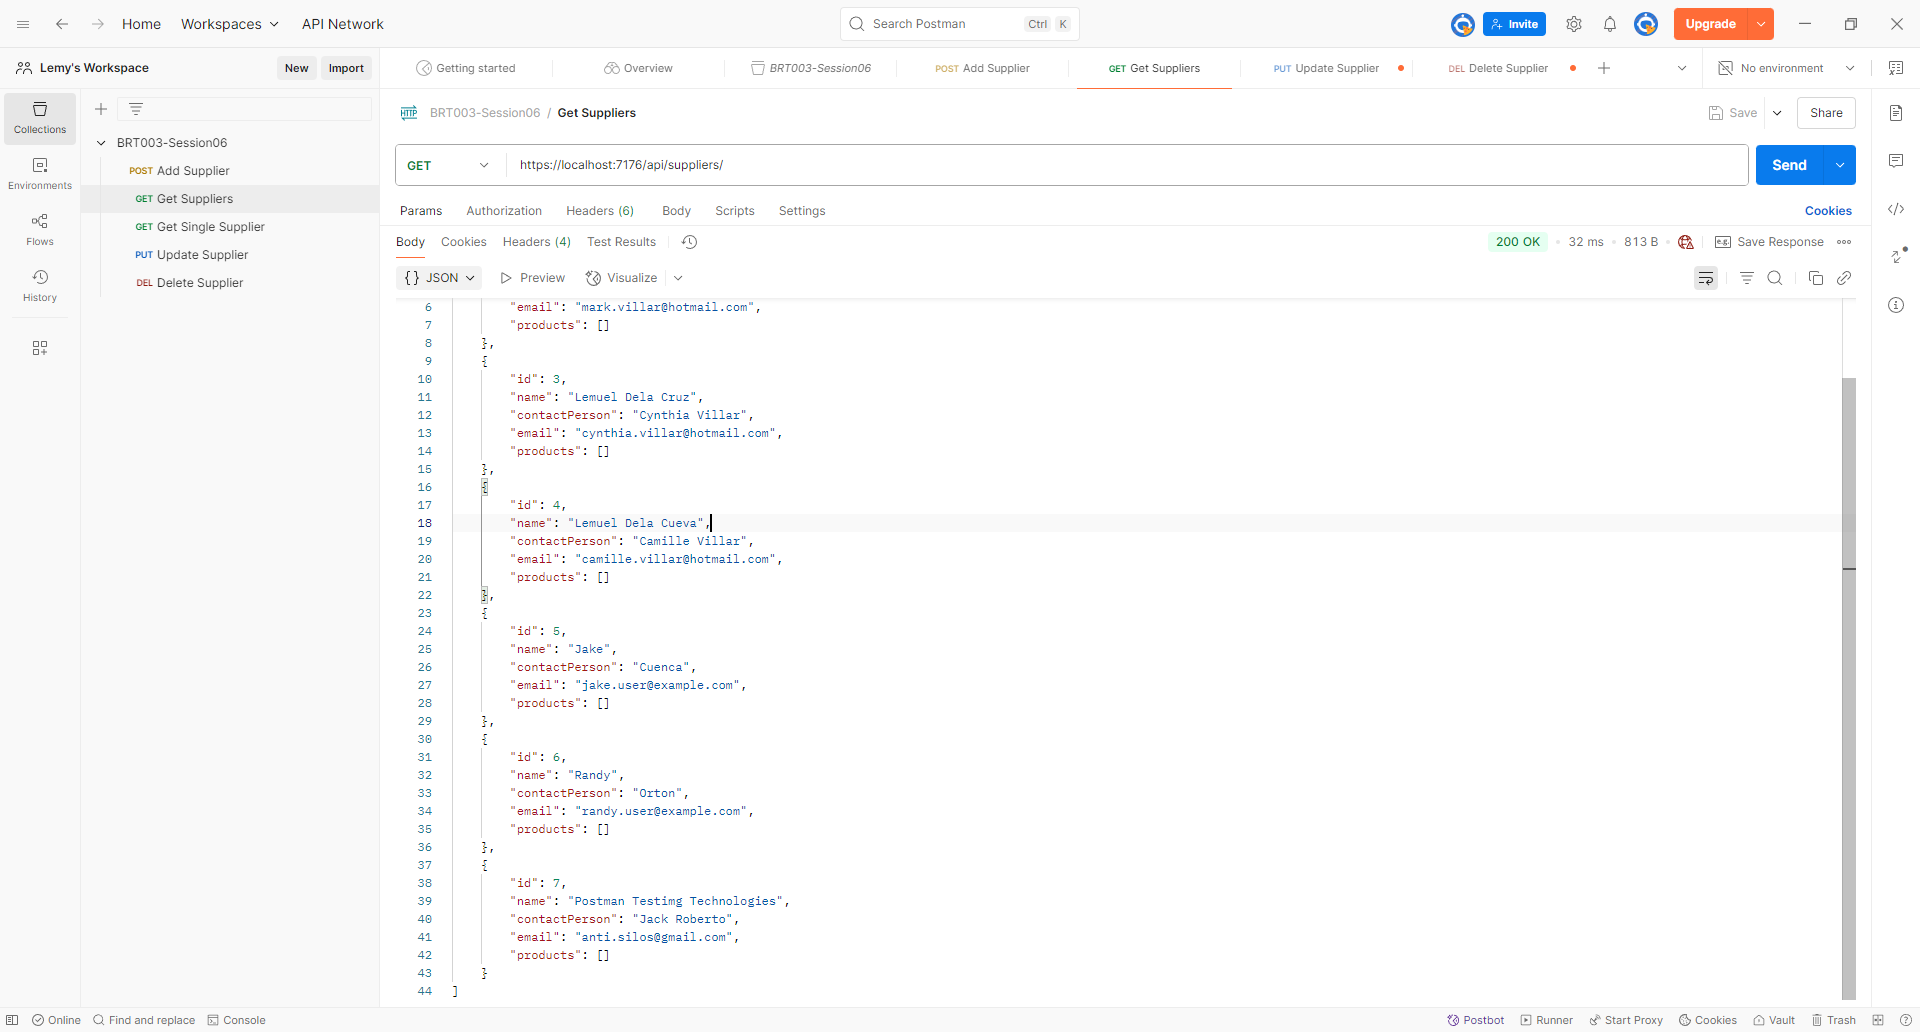 Home Workspaces API Network Search Postman Ctrl K Invite Upgrade
Lemy's Workspace New Import Getting started Overview BRT003-Session06 POST Add Supplier GET Get Suppliers PUT Update Supplier DEL Delete Supplier No environment
Collections
Environments
Flows
History
BRT003-Session06
POST Add Supplier
GET Get Suppliers
GET Get Single Supplier
PUT Update Supplier
DEL Delete Supplier
HTTP BRT003-Session06 / Get Suppliers Save Share
GET https://localhost:7176/api/suppliers/ Send
Params Authorization Headers (6) Body Scripts Settings Cookies
Body Cookies Headers (4) Test Results 200 OK • 32 ms • 813 B • e.g. Save Response
{} JSON Preview Visualize
6 "email": "mark.villar@hotmail.com",
7 "products": []
8 },
9 {
10 "id": 3,
11 "name": "Lemuel Dela Cruz",
12 "contactPerson": "Cynthia Villar",
13 "email": "cynthia.villar@hotmail.com",
14 "products": []
15 },
16 {
17 "id": 4,
18 "name": "Lemuel Dela Cueva",
19 "contactPerson": "Camille Villar",
20 "email": "camille.villar@hotmail.com",
21 "products": []
22 },
23 {
24 "id": 5,
25 "name": "Jake",
26 "contactPerson": "Cuenca",
27 "email": "jake.user@example.com",
28 "products": []
29 },
30 {
31 "id": 6,
32 "name": "Randy",
33 "contactPerson": "Orton",
34 "email": "randy.user@example.com",
35 "products": []
36 },
37 {
38 "id": 7,
39 "name": "Postman Testimg Technologies",
40 "contactPerson": "Jack Roberto",
41 "email": "anti.silos@gmail.com",
42 "products": []
43 }
44 ]
Online Find and replace Console Postbot Runner Start Proxy Cookies Vault Trash